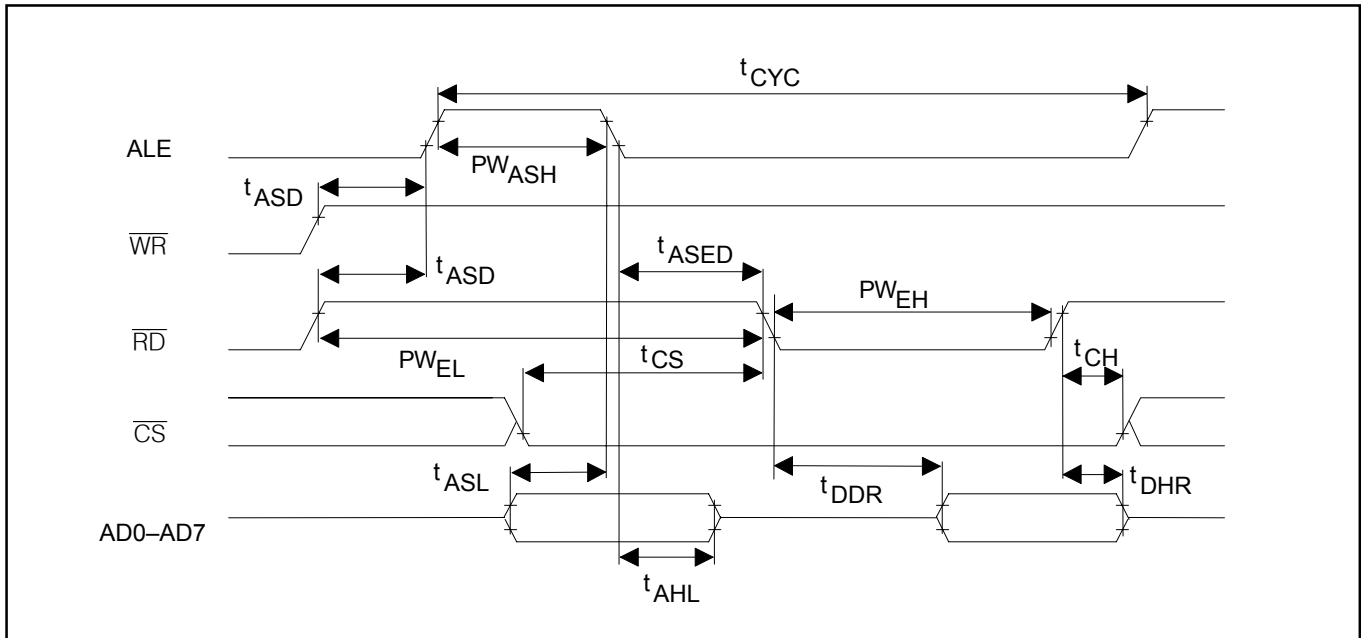 tCYC
ALE
PWASH
tASD
WR
tASED
tASD
PWEH
RD
PWEL
tCS
tCH
CS
tASL
tDDR
tDHR
AD0–AD7
tAHL